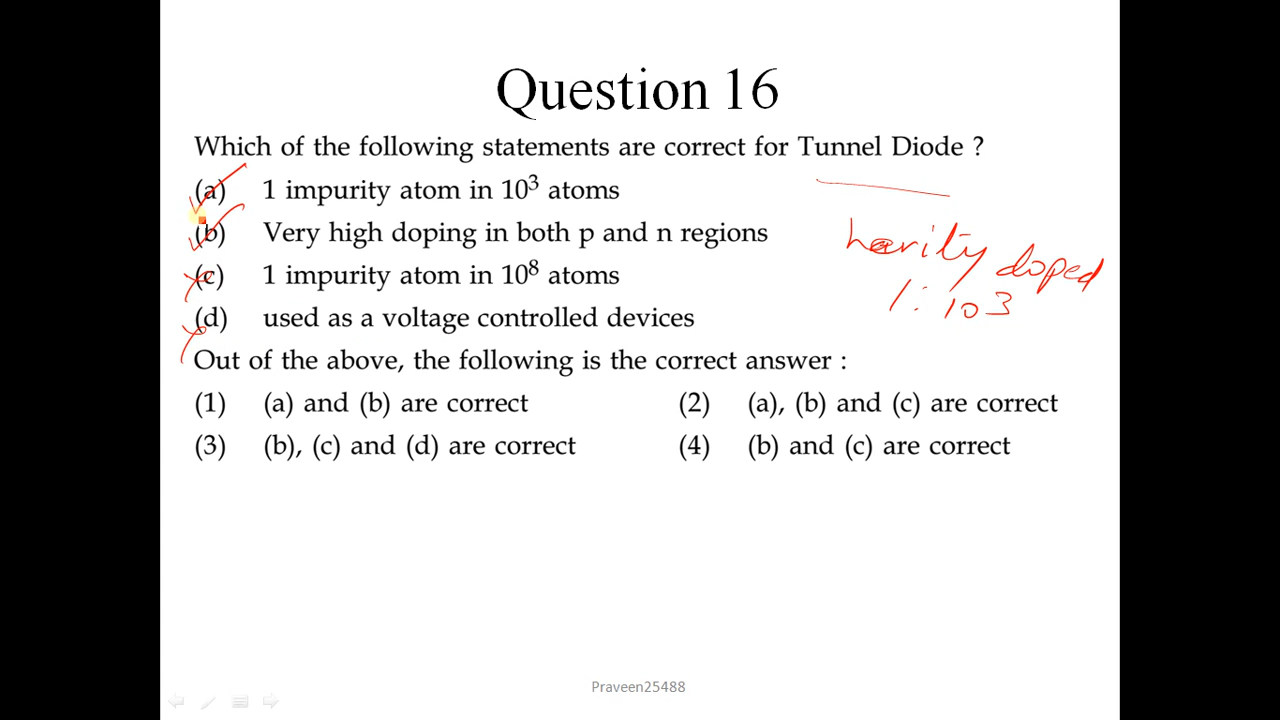 Question 16
Which of the following statements are correct for Tunnel Diode ?
(a) 1 impurity atom in 10³ atoms
(b) Very high doping in both p and n regions
(c) 1 impurity atom in 10⁸ atoms
(d) used as a voltage controlled devices
doped
1: 103
Out of the above, the following is the correct answer :
(1) (a) and (b) are correct (2) (a), (b) and (c) are correct
(3) (b), (c) and (d) are correct (4) (b) and (c) are correct
Praveen25488